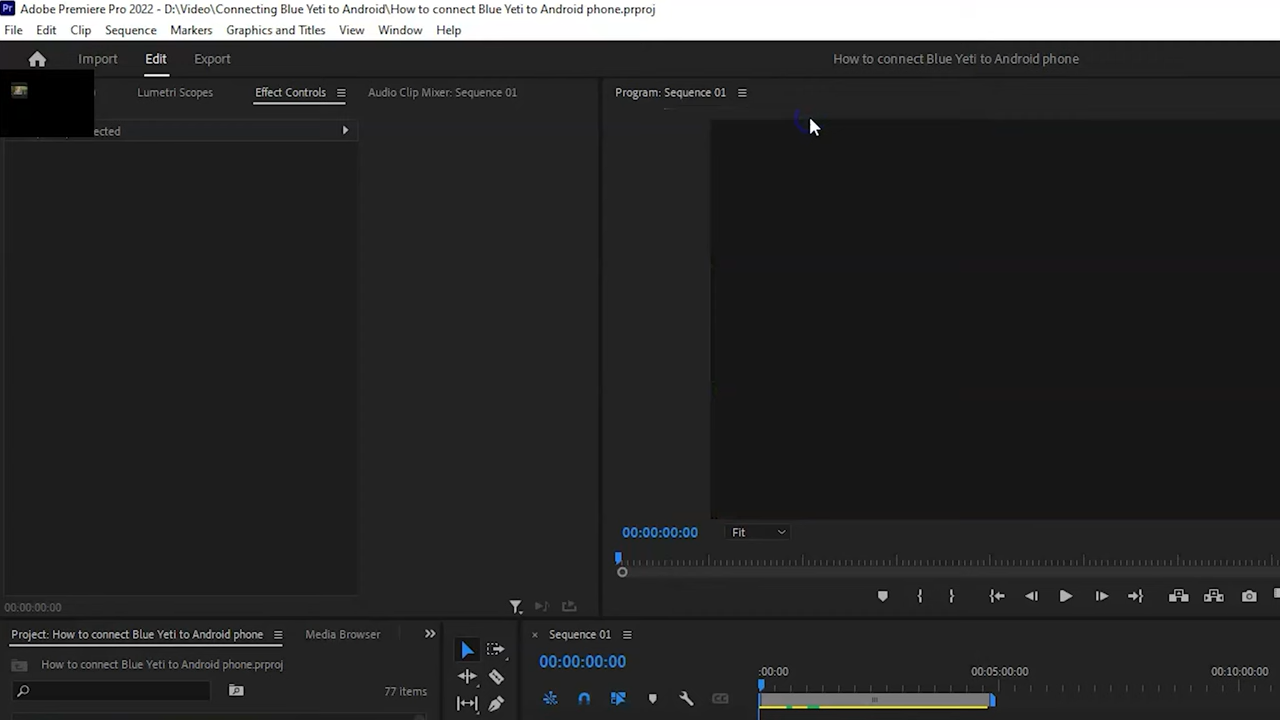 Pr Adobe Premiere Pro 2022 - D:\Video\Connecting Blue Yeti to Android\How to connect Blue Yeti to Android phone.prproj
File Edit Clip Sequence Markers Graphics and Titles View Window Help
Import Edit Export How to connect Blue Yeti to Android phone
Lumetri Scopes Effect Controls Audio Clip Mixer: Sequence 01 Program: Sequence 01
ected
00:00:00:00 Fit
00:00:00:00
Project: How to connect Blue Yeti to Android phone Media Browser Sequence 01
How to connect Blue Yeti to Android phone.prproj 00:00:00:00
:00:00 00:05:00:00 00:10:00:00
77 items CC